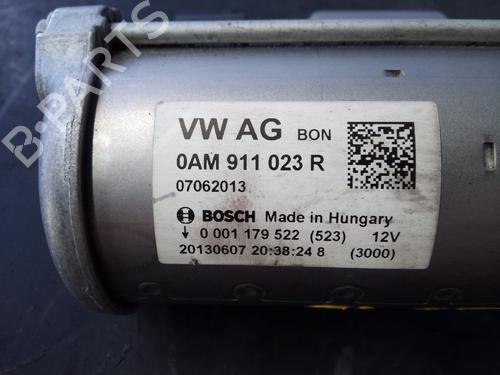 VW AG BON
0AM 911 023 R
07062013
BOSCH Made in Hungary
↓ 0 001 179 522 (523) 12V
20130607 20:38:24 8 (3000)
B-PARTS